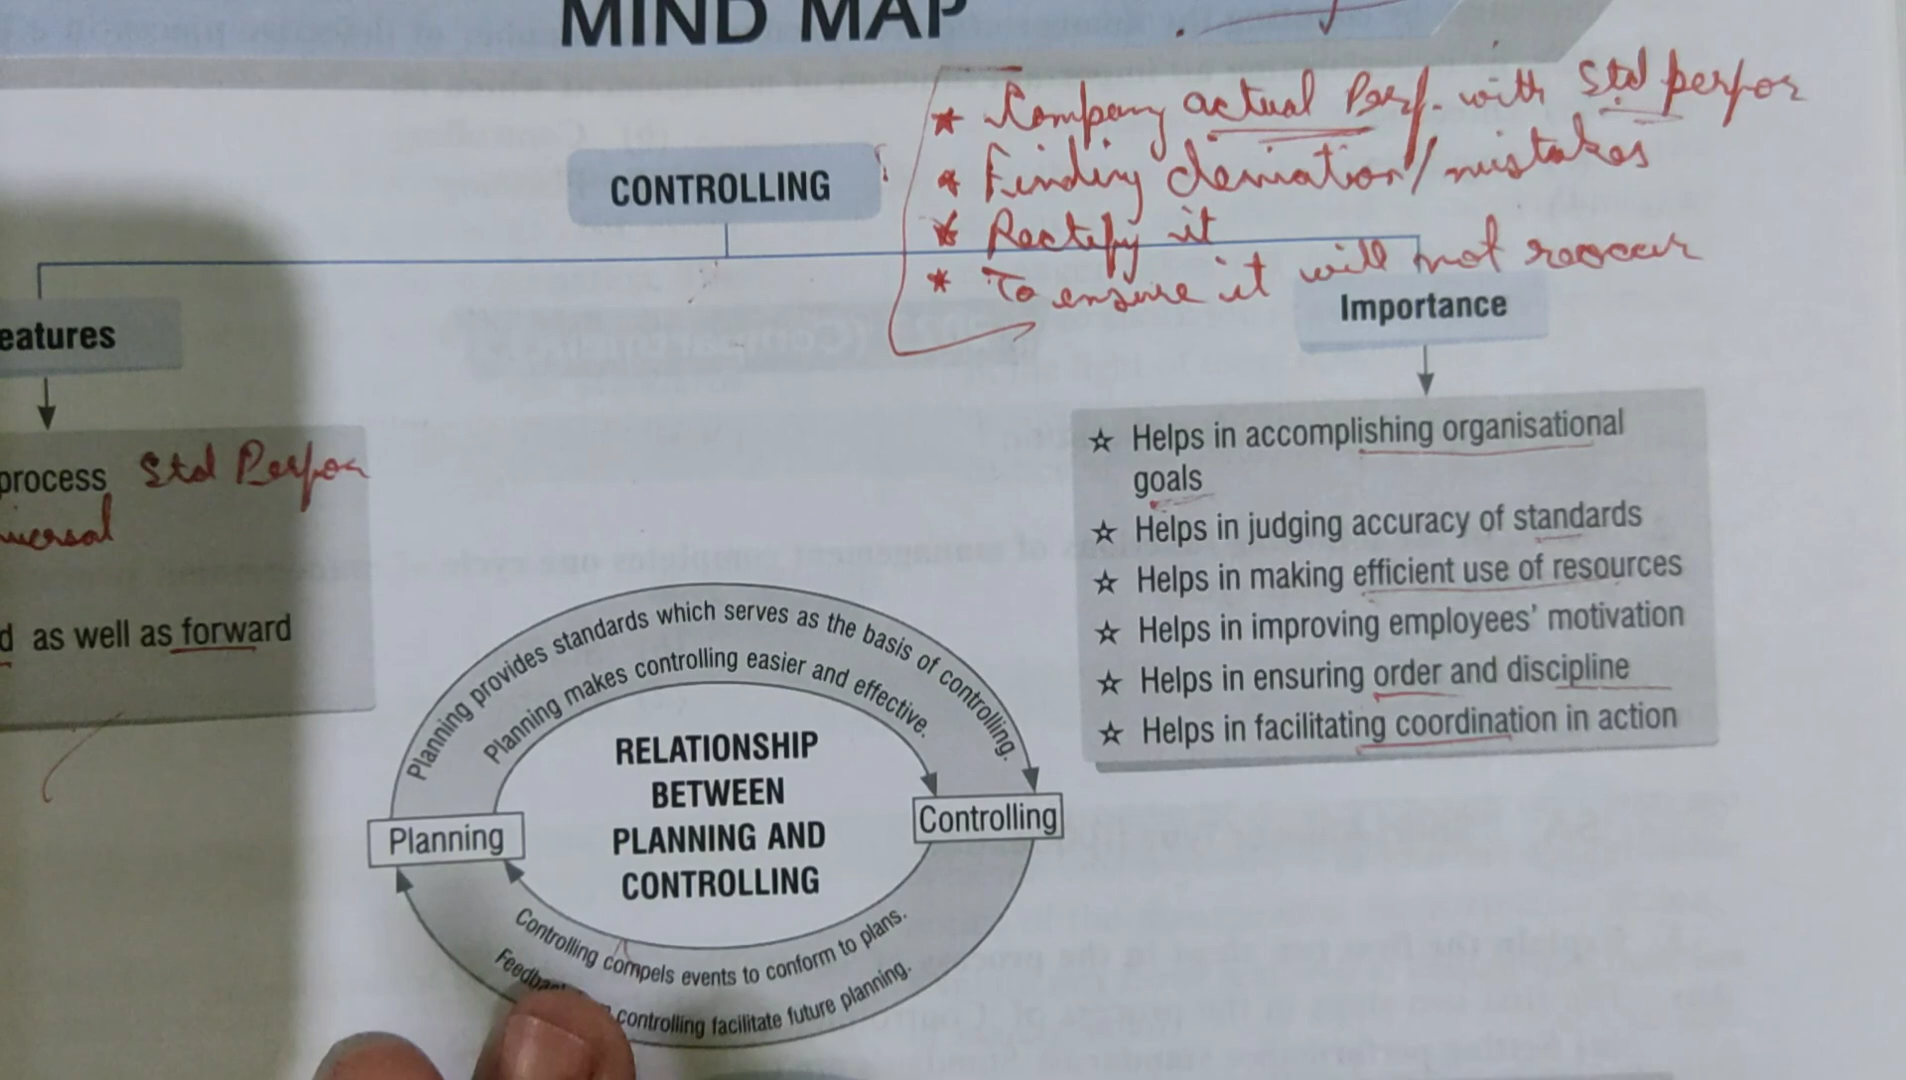 MIND MAP
* Company actual Perf. with Std perfor
* Finding deviation/mistakes
* Rectify it
* To ensure it will not reoccur
CONTROLLING
eatures
Importance
process Std Perfor
iversal
d as well as forward
☆ Helps in accomplishing organisational
goals
☆ Helps in judging accuracy of standards
☆ Helps in making efficient use of resources
☆ Helps in improving employees' motivation
☆ Helps in ensuring order and discipline
☆ Helps in facilitating coordination in action
Planning provides standards which serves as the basis of controlling.
Planning makes controlling easier and effective.
RELATIONSHIP
BETWEEN
PLANNING AND
CONTROLLING
Planning
Controlling
Controlling compels events to conform to plans.
controlling facilitate future planning.